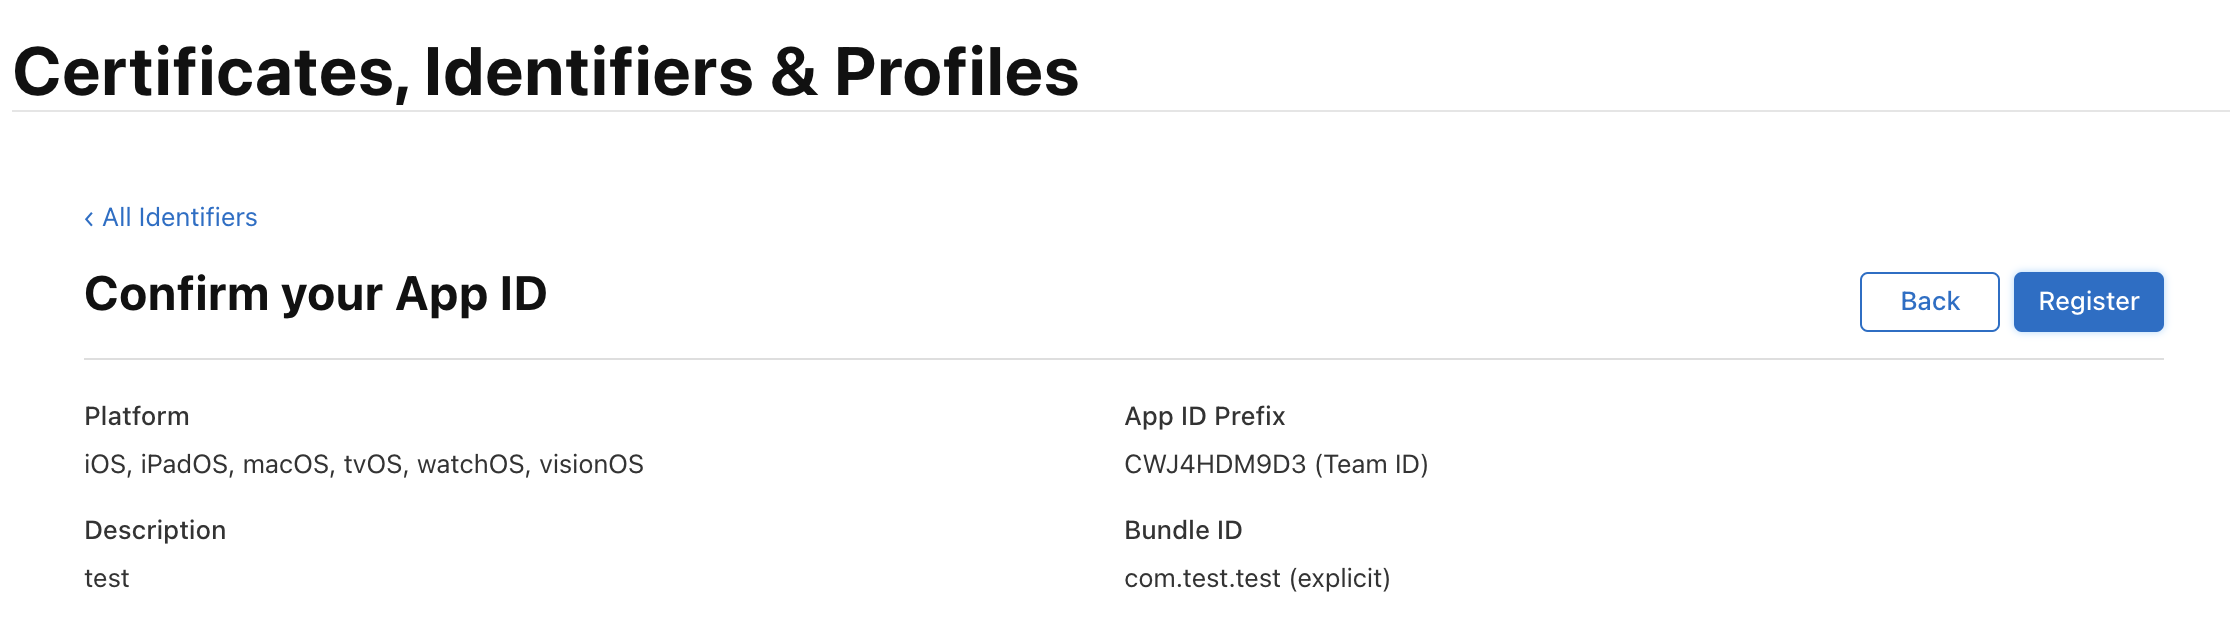 Certificates, Identifiers & Profiles
‹ All Identifiers
Confirm your App ID
Back
Register
Platform
App ID Prefix
iOS, iPadOS, macOS, tvOS, watchOS, visionOS
CWJ4HDM9D3 (Team ID)
Description
Bundle ID
test
com.test.test (explicit)